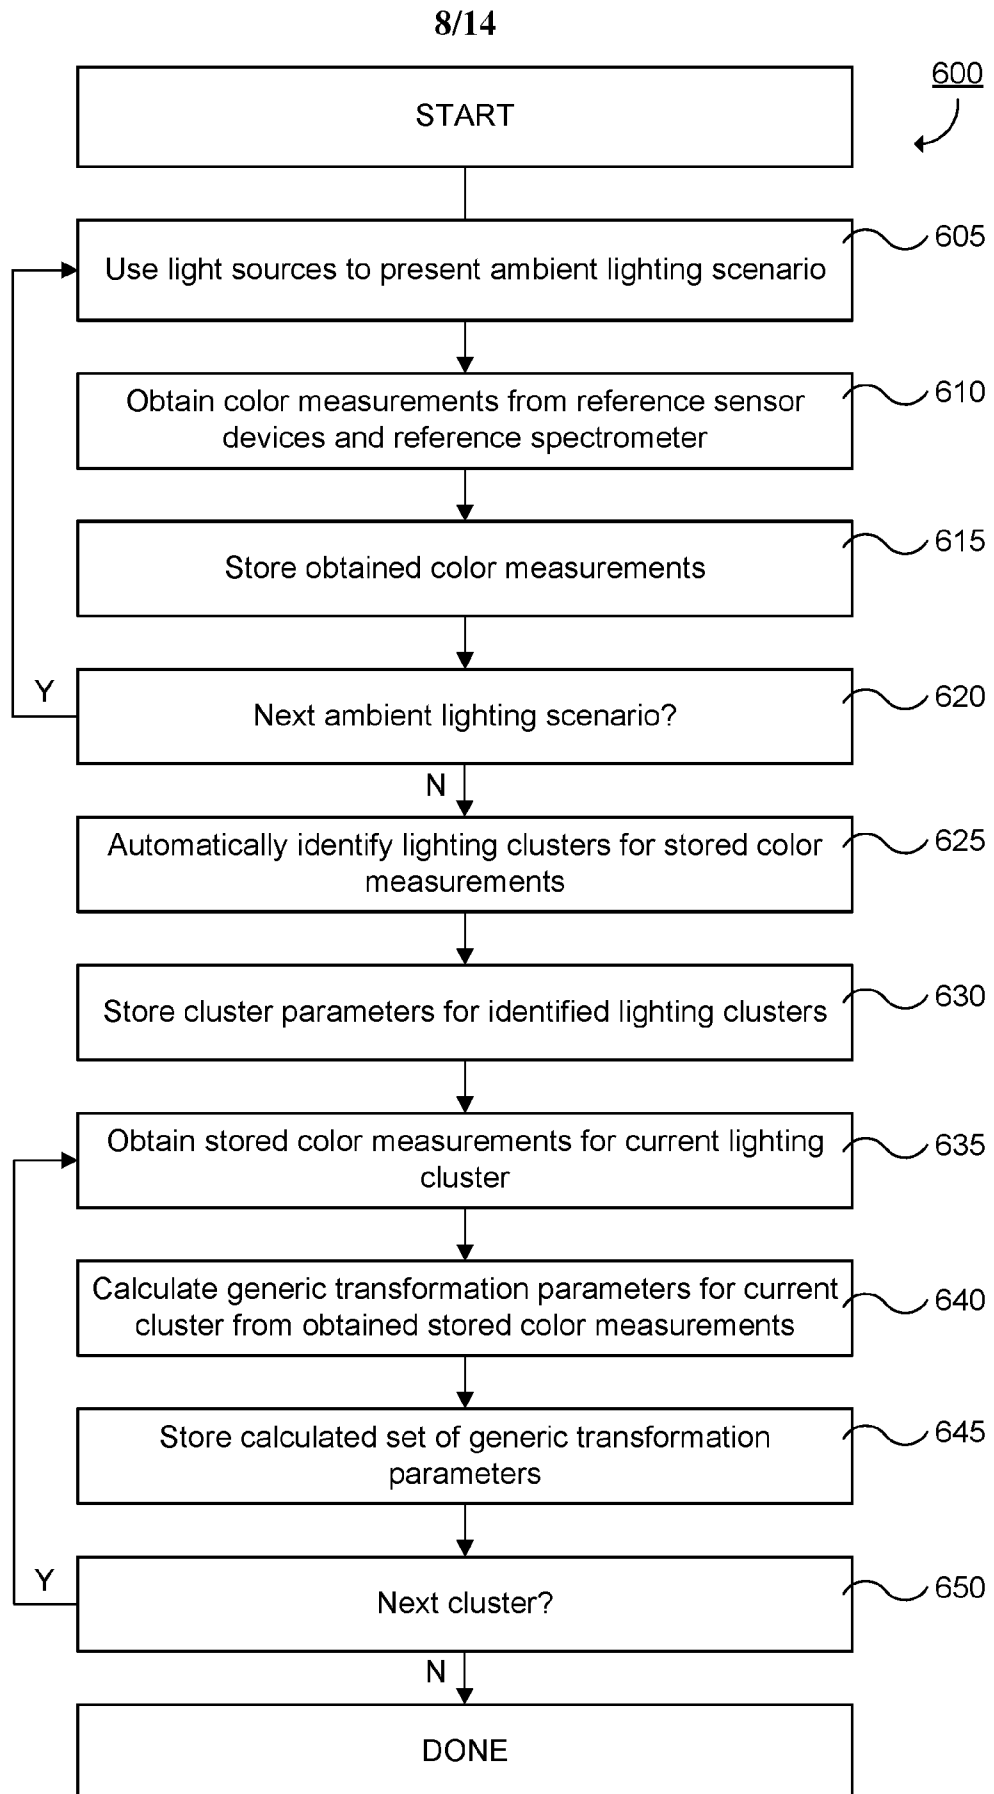 8/14
START
600
Use light sources to present ambient lighting scenario
605
Obtain color measurements from reference sensor
devices and reference spectrometer
610
Store obtained color measurements
615
Next ambient lighting scenario?
620
Y
N
Automatically identify lighting clusters for stored color
measurements
625
Store cluster parameters for identified lighting clusters
630
Obtain stored color measurements for current lighting
cluster
635
Calculate generic transformation parameters for current
cluster from obtained stored color measurements
640
Store calculated set of generic transformation
parameters
645
Next cluster?
650
Y
N
DONE